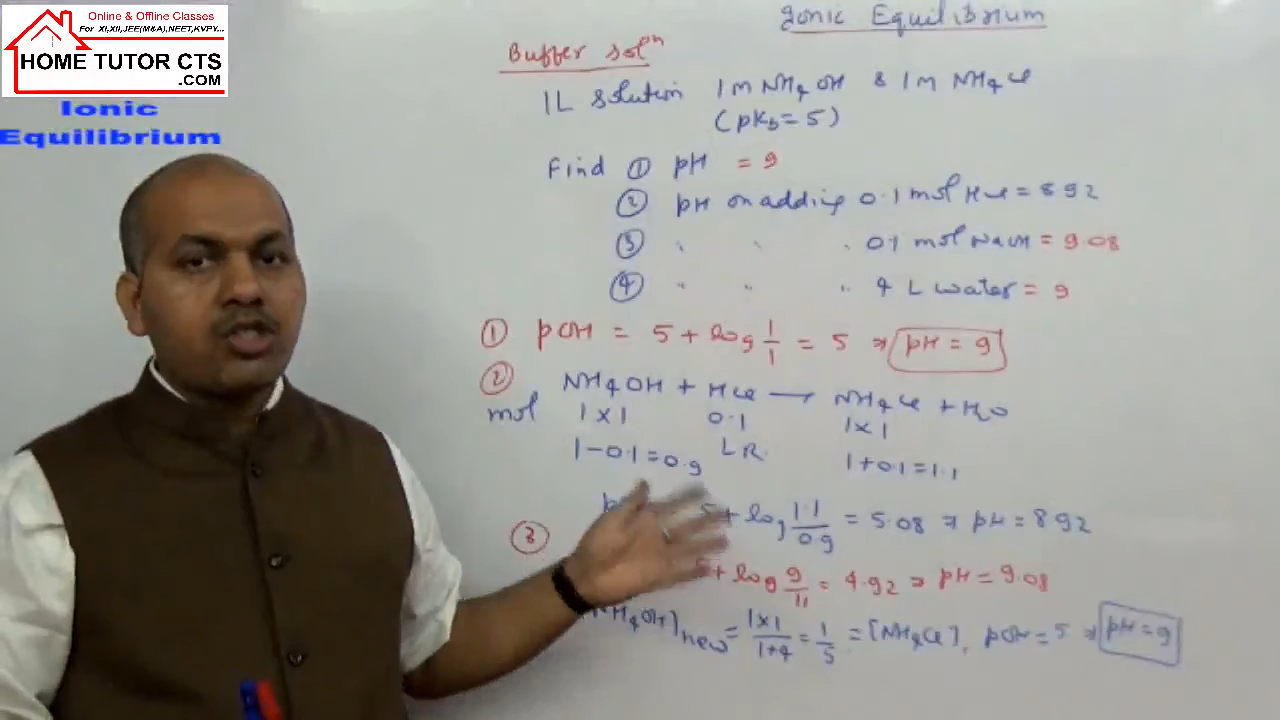 Online & Offline Classes
For XI,XII,JEE(M&A),NEET,KVPY...
HOME TUTOR CTS
.COM
Ionic
Equilibrium
Ionic Equilibrium
Buffer solⁿ
1L solution 1M NH4OH & 1M NH4Cl
(pKb=5)
Find ① pH = 9
② pH on adding 0.1 mol HCl = 8.92
③ " " " 0.1 mol NaOH = 9.08
④ " " " 4 L water = 9
① pOH = 5 + log 1/1 = 5 ⇒ pH = 9
② NH4OH + HCl → NH4Cl + H2O
mol 1×1 0.1 1×1
1-0.1=0.9 L R. 1+0.1=1.1
5 + log 1.1/0.9 = 5.08 ⇒ pH = 8.92
③ 5 + log 9/11 = 4.92 ⇒ pH = 9.08
NH4OH]new = 1×1/1+4 = 1/5 = [NH4Cl], pOH = 5 ⇒ pH = 9